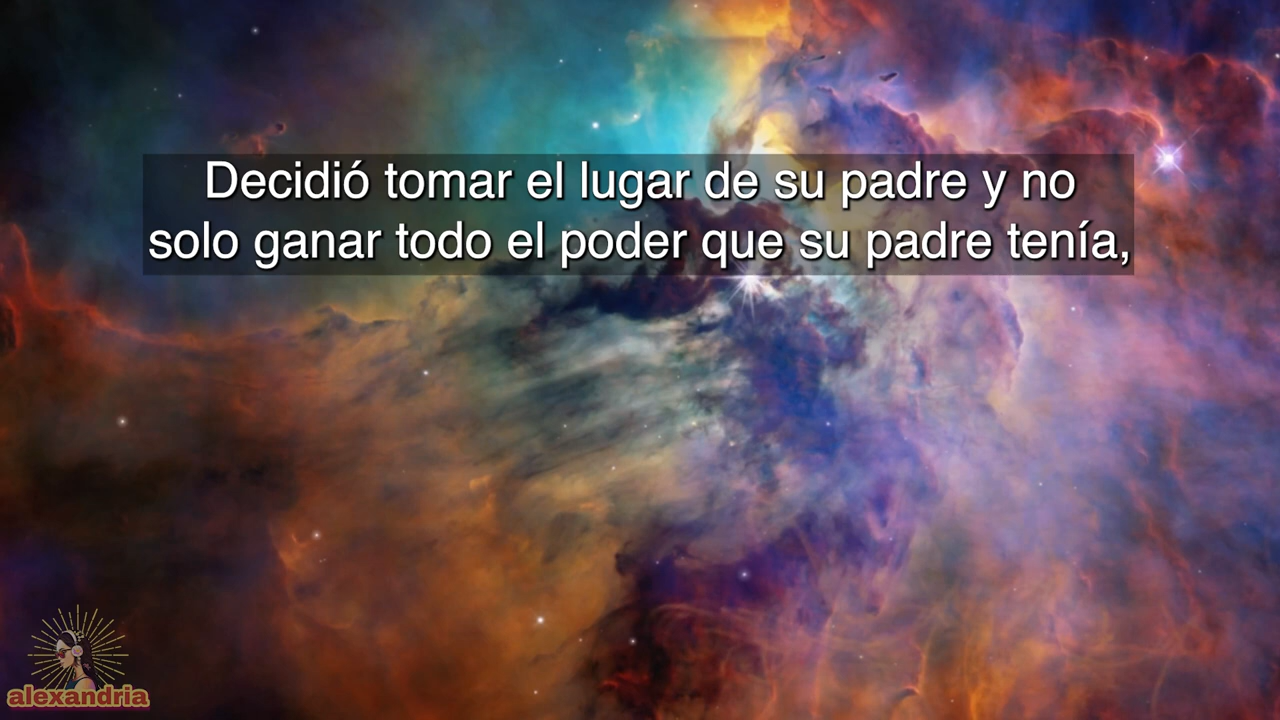 Decidió tomar el lugar de su padre y no
solo ganar todo el poder que su padre tenía,
alexandria